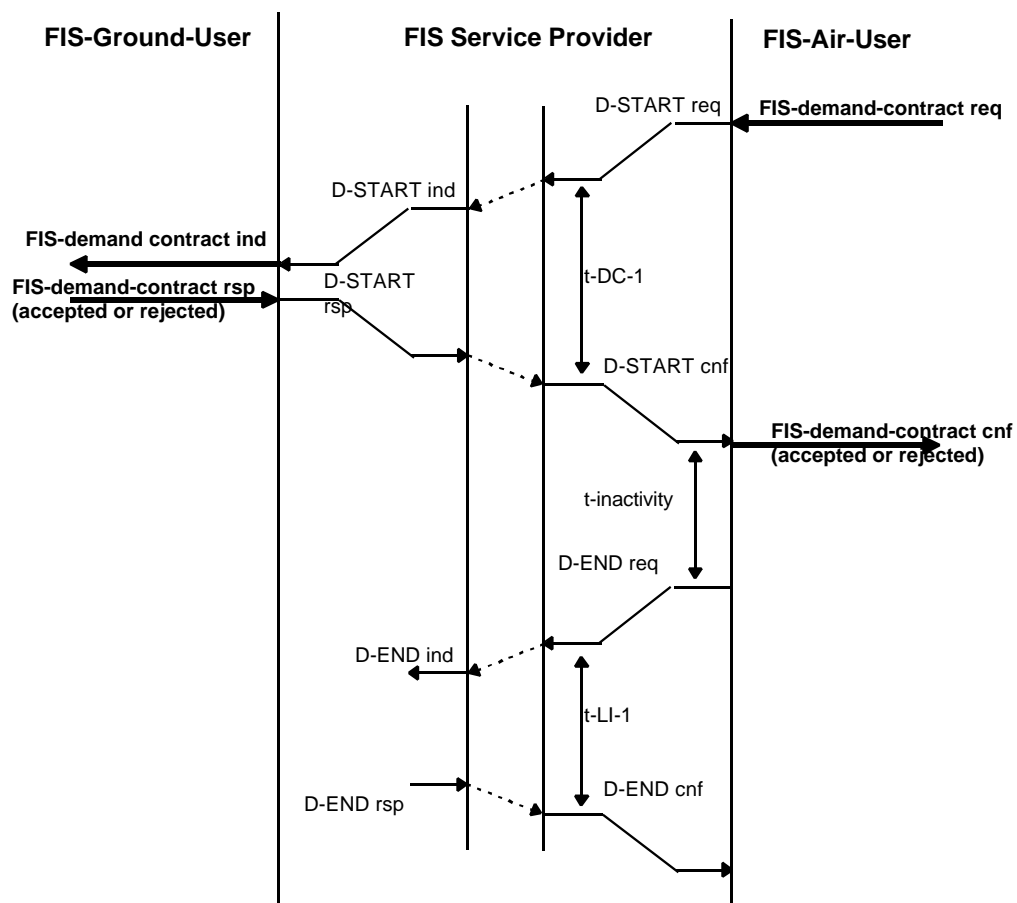 FIS-Ground-User
FIS Service Provider
FIS-Air-User
D-START req
FIS-demand-contract req
D-START ind
FIS-demand contract ind
FIS-demand-contract rsp
(accepted or rejected)
D-START
rsp
t-DC-1
D-START cnf
FIS-demand-contract cnf
(accepted or rejected)
t-inactivity
D-END req
D-END ind
t-LI-1
D-END cnf
D-END rsp